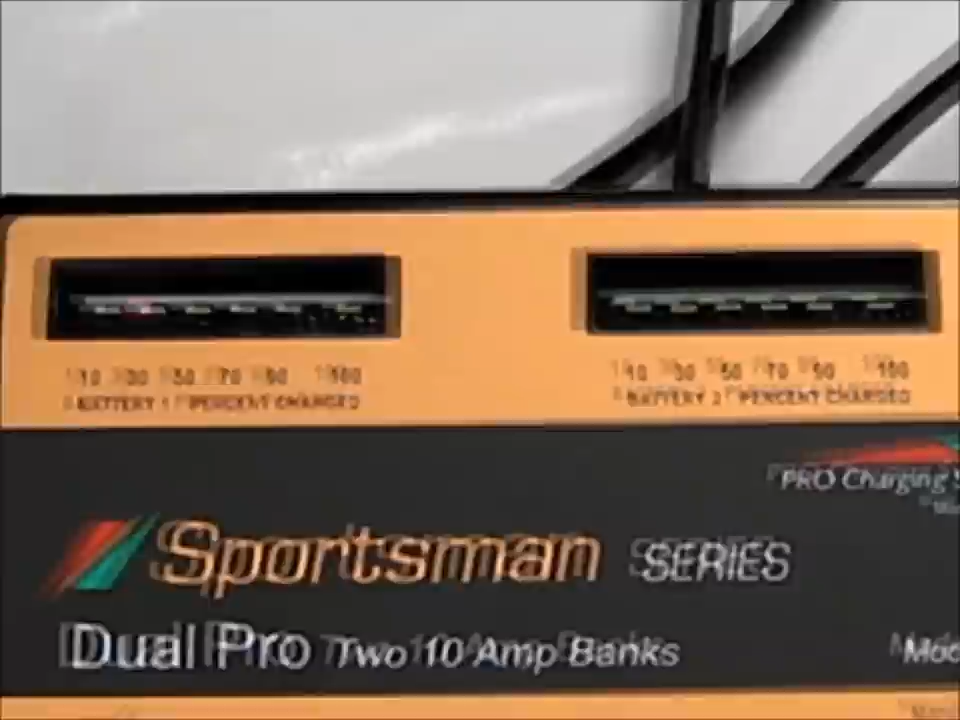 10 30 50 70 90 100
BATTERY 1 PERCENT CHARGED
10 30 50 70 90 100
BATTERY 2 PERCENT CHARGED
PRO Charging
Sportsman SERIES
Dual Pro Two 10 Amp Banks